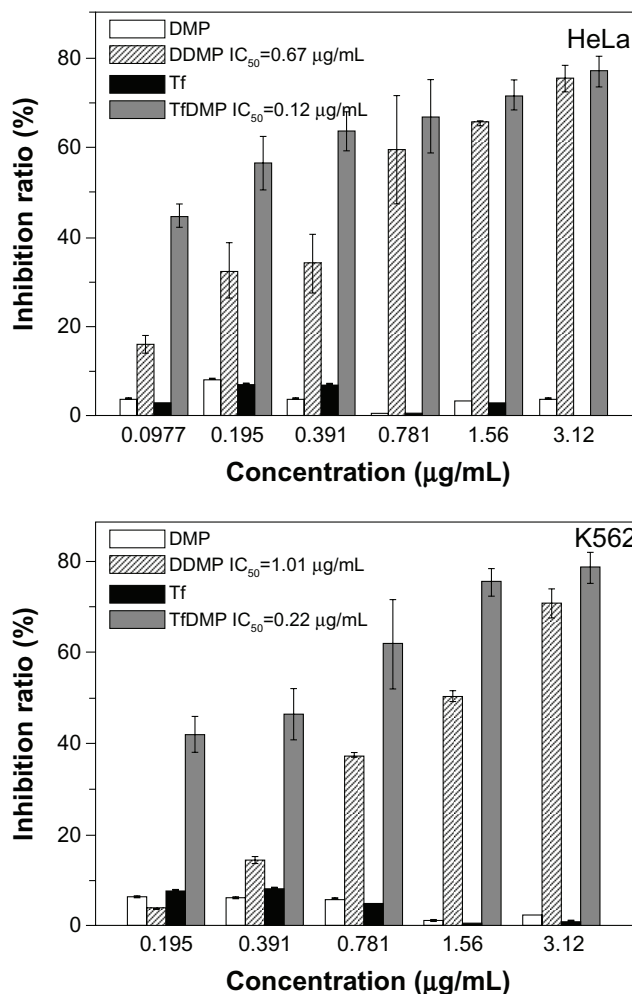 HeLa
DMP
DDMP IC50=0.67 µg/mL
Tf
TfDMP IC50=0.12 µg/mL
Inhibition ratio (%)
80
60
40
20
0
0.0977 0.195 0.391 0.781 1.56 3.12
Concentration (µg/mL)
K562
DMP
DDMP IC50=1.01 µg/mL
Tf
TfDMP IC50=0.22 µg/mL
Inhibition ratio (%)
80
60
40
20
0
0.195 0.391 0.781 1.56 3.12
Concentration (µg/mL)